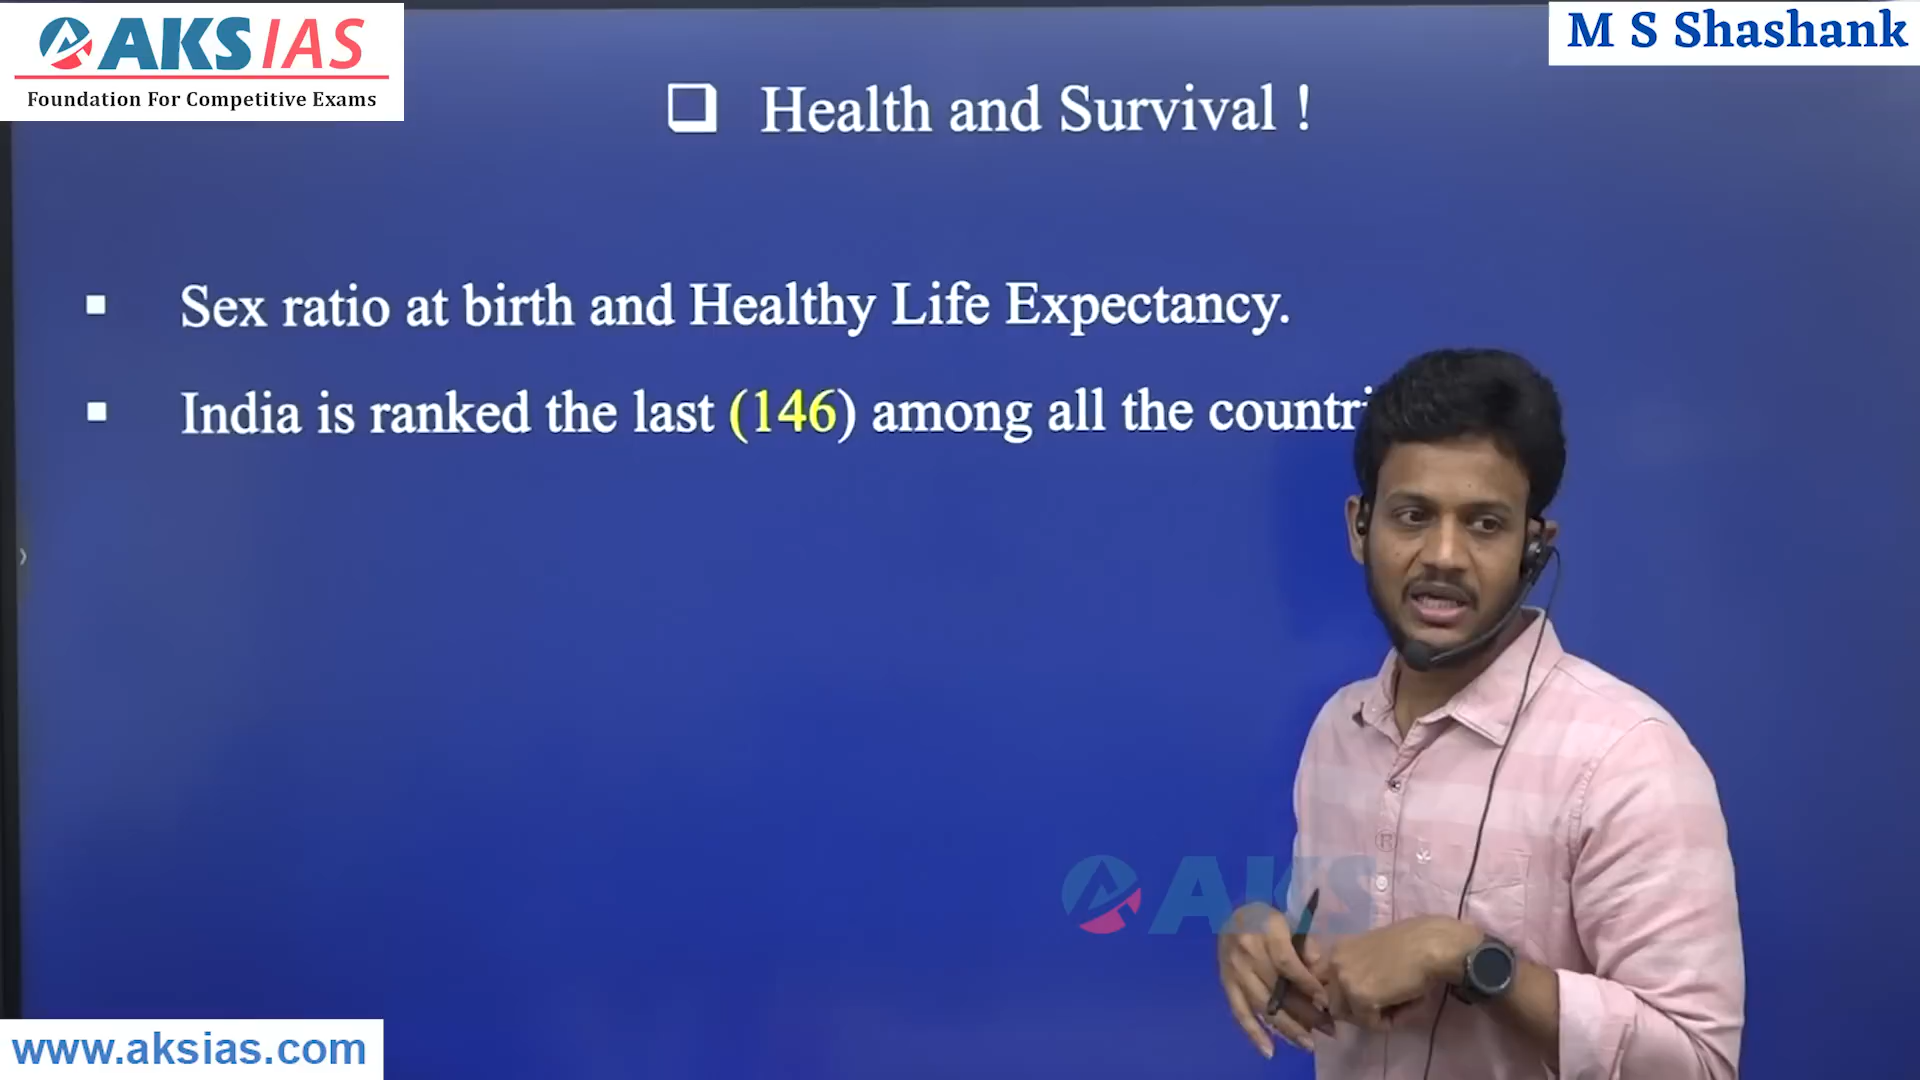 AKS IAS
Foundation For Competitive Exams
M S Shashank
❑ Health and Survival !
▪ Sex ratio at birth and Healthy Life Expectancy.
▪ India is ranked the last (146) among all the
AKS
®
www.aksias.com